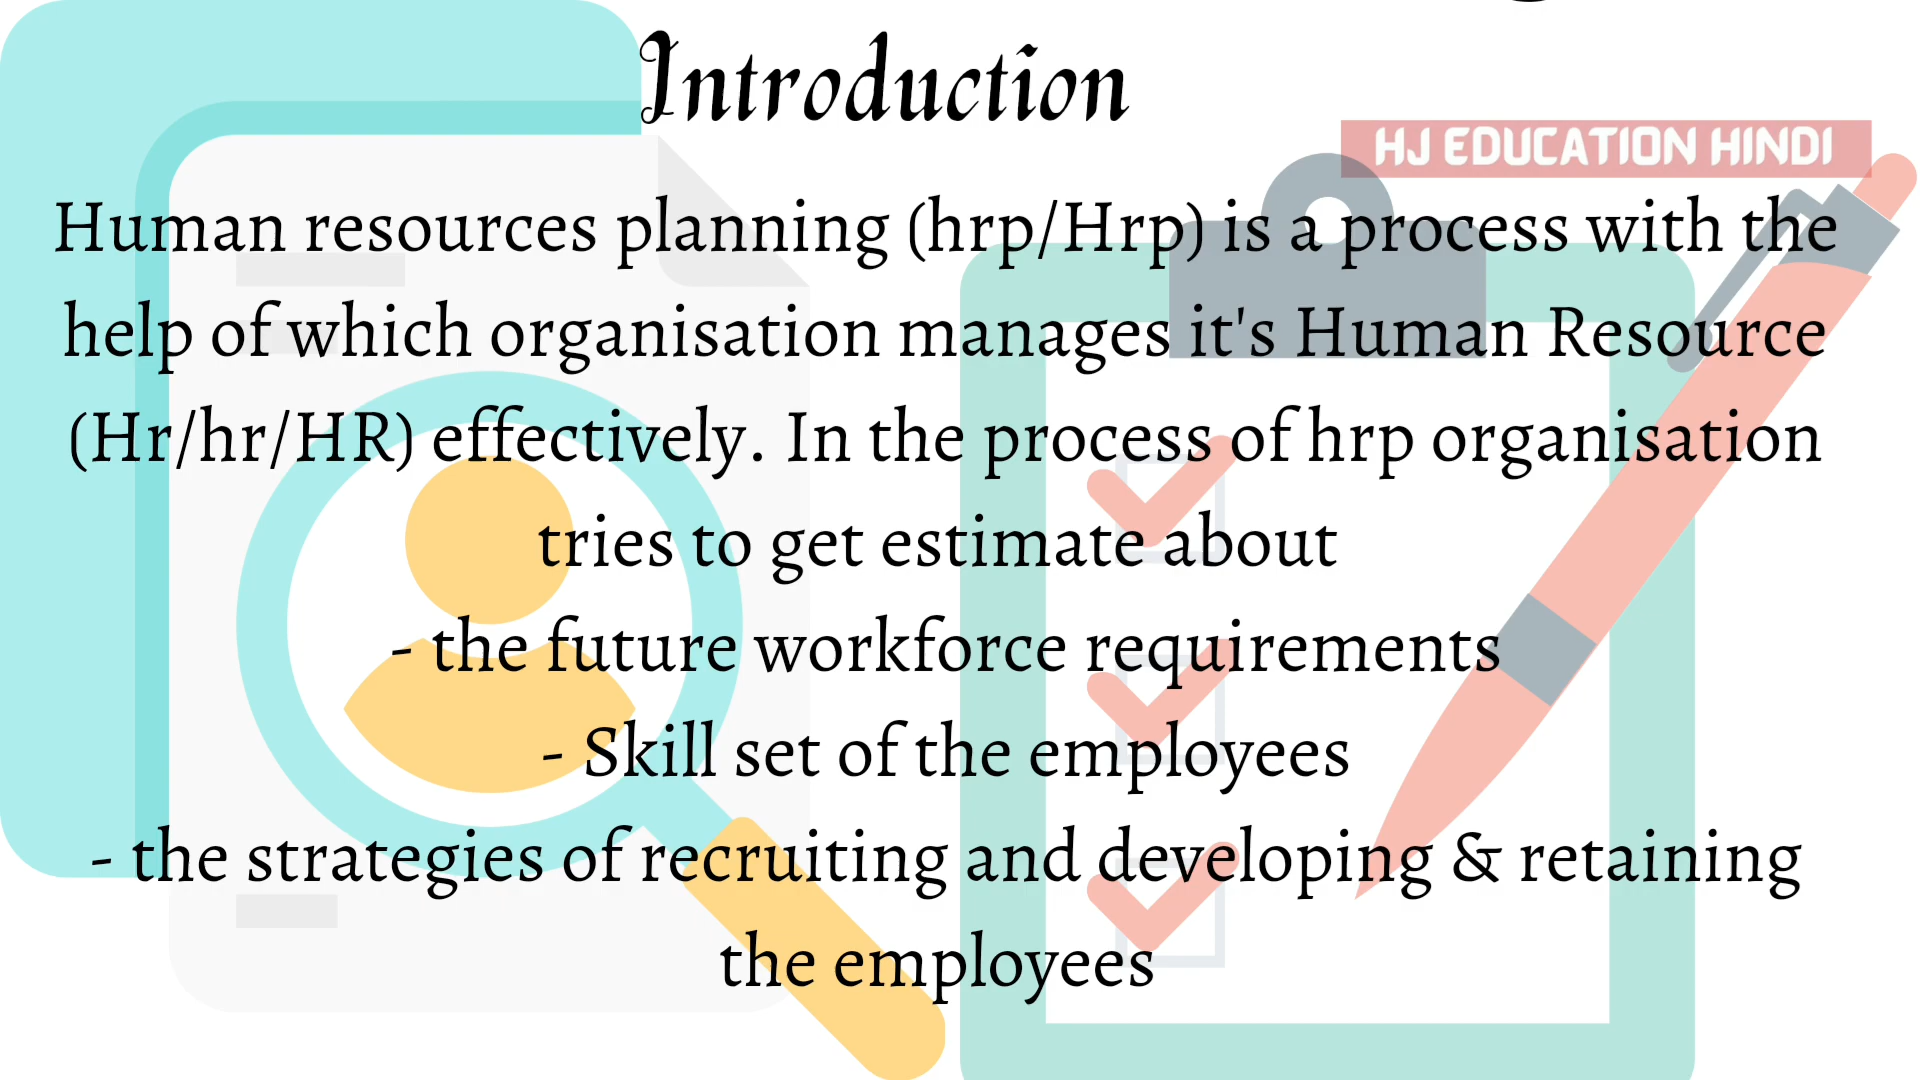 Introduction
HJ EDUCATION HINDI
Human resources planning (hrp/Hrp) is a process with the
help of which organisation manages it's Human Resource
(Hr/hr/HR) effectively. In the process of hrp organisation
tries to get estimate about
- the future workforce requirements
- Skill set of the employees
- the strategies of recruiting and developing & retaining
the employees